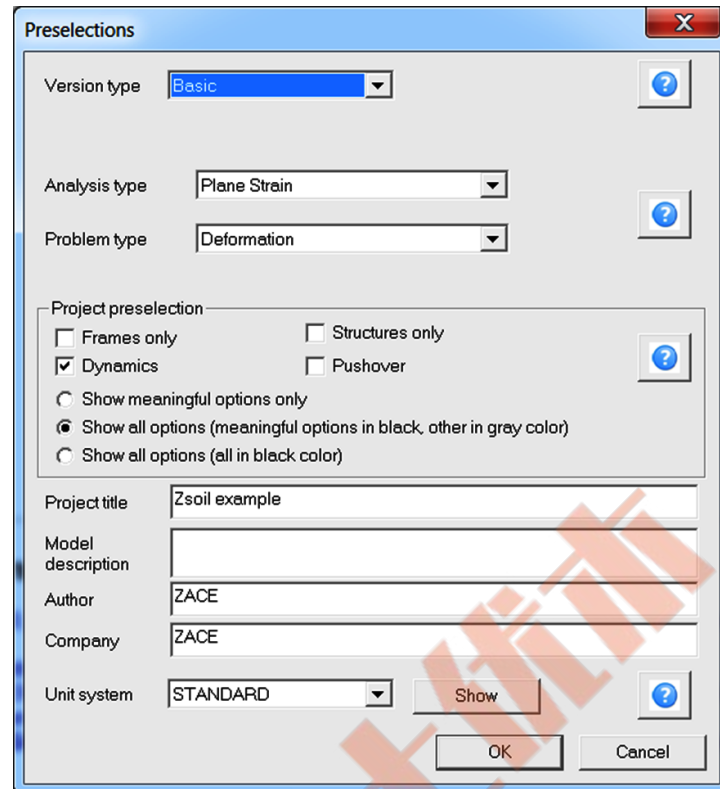 Preselections
Version type Basic
Analysis type Plane Strain
Problem type Deformation
Project preselection
Frames only Structures only
Dynamics Pushover
Show meaningful options only
Show all options (meaningful options in black, other in gray color)
Show all options (all in black color)
Project title Zsoil example
Model
description
Author ZACE
Company ZACE
Unit system STANDARD Show
OK Cancel